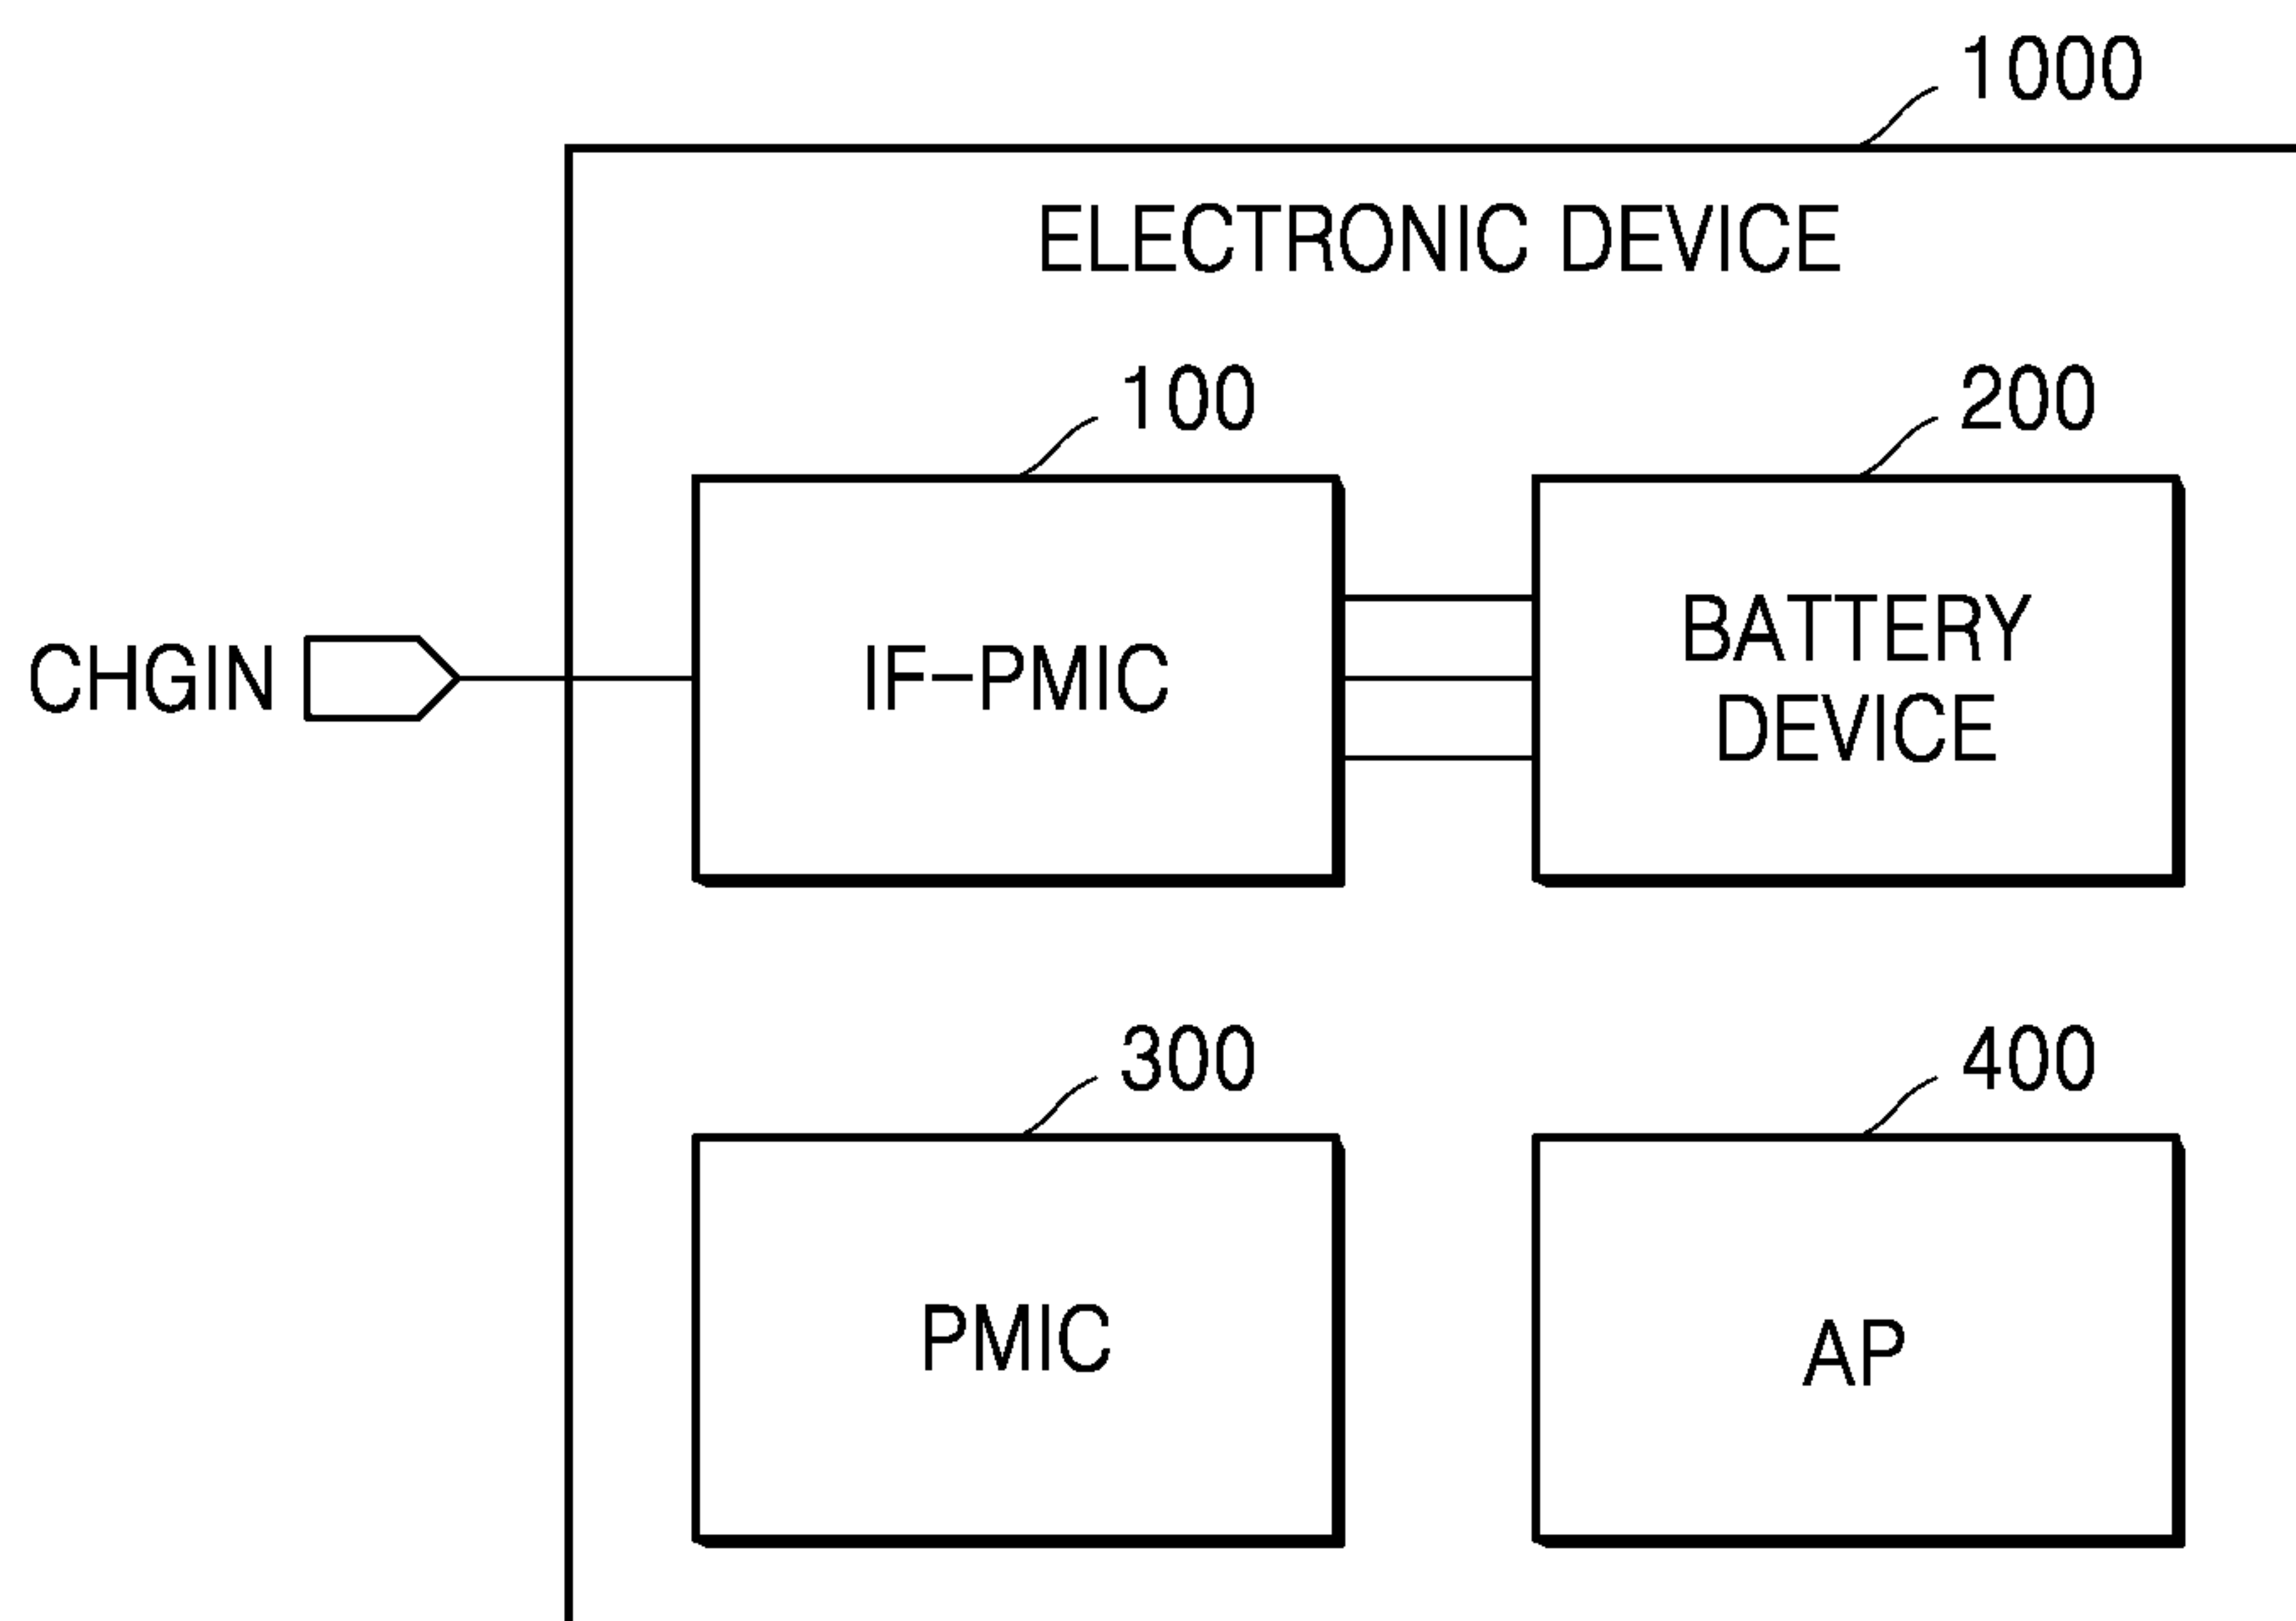 1000
ELECTRONIC DEVICE
100
200
CHGIN
IF-PMIC
BATTERY
DEVICE
300
400
PMIC
AP